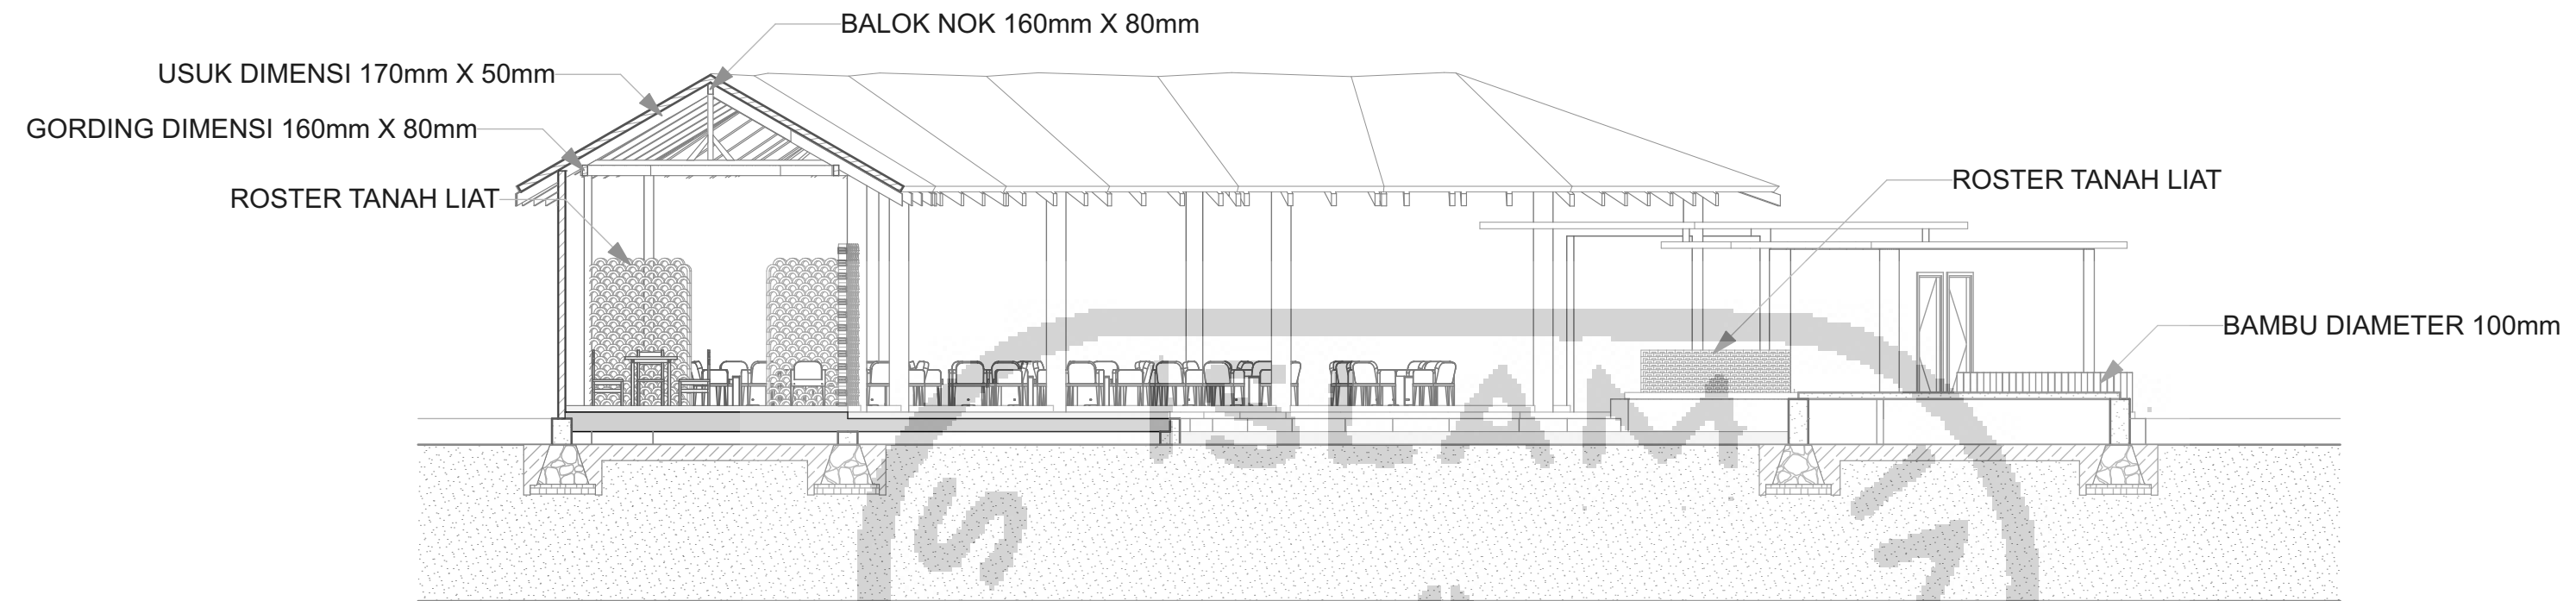 BALOK NOK 160mm X 80mm
USUK DIMENSI 170mm X 50mm
GORDING DIMENSI 160mm X 80mm
ROSTER TANAH LIAT
ROSTER TANAH LIAT
BAMBU DIAMETER 100mm
ISLAM